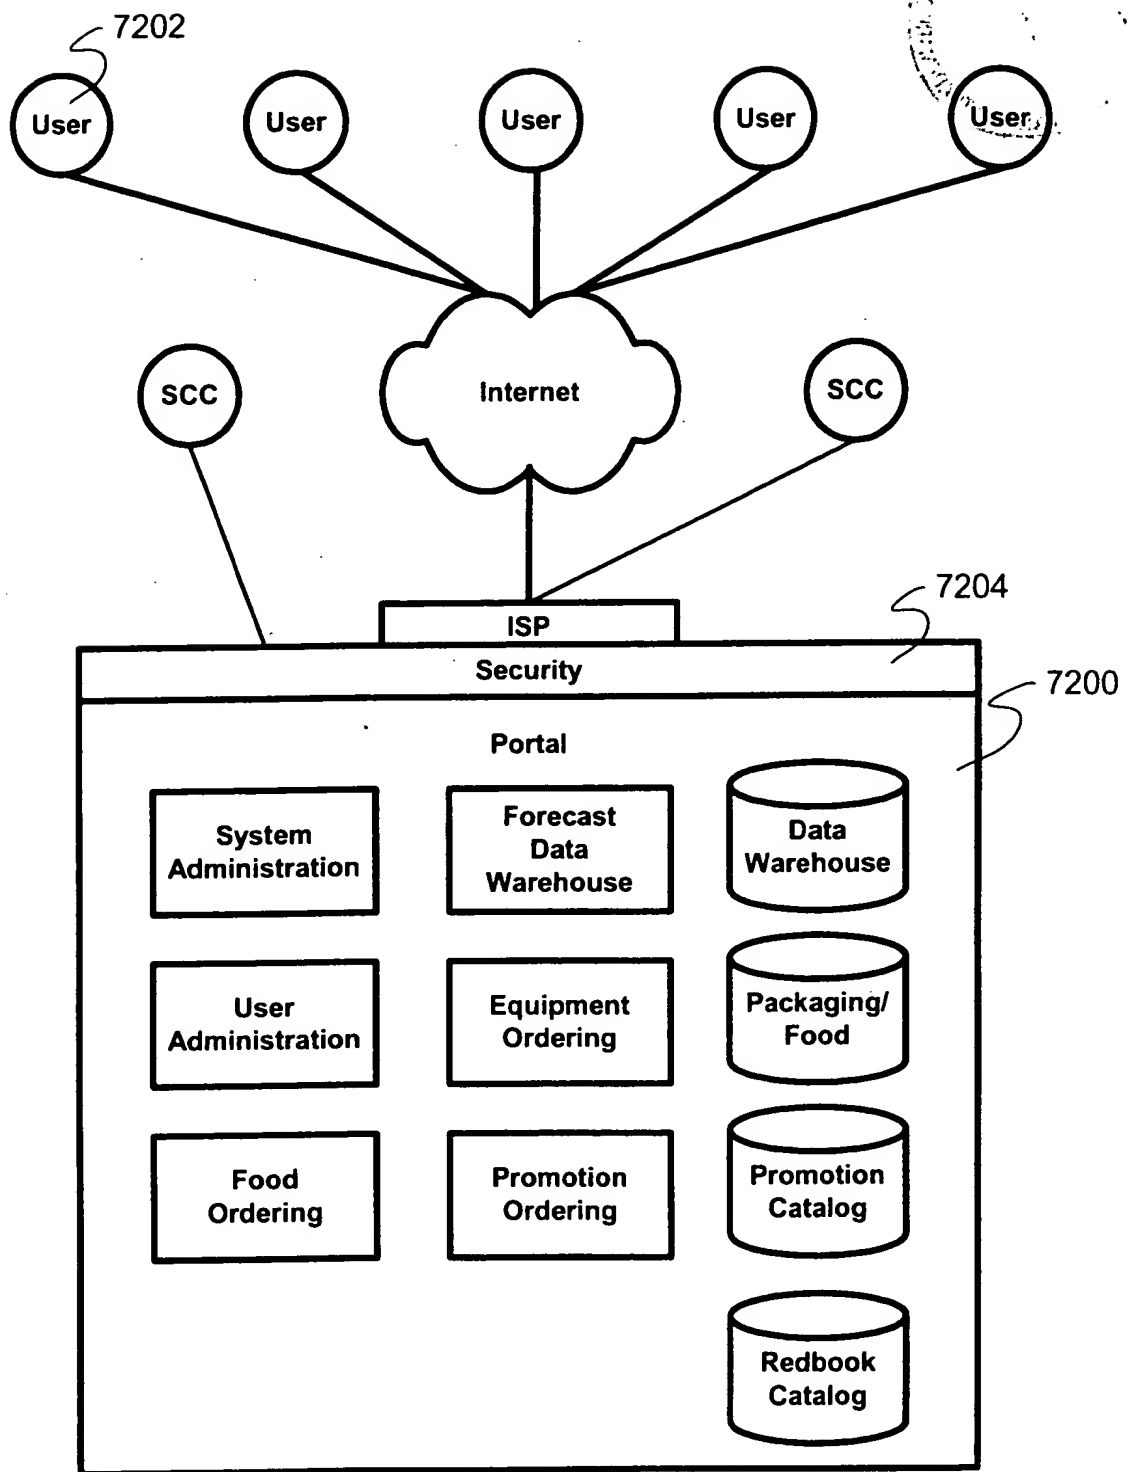 7202
User
User
User
User
User
SCC
Internet
SCC
ISP
7204
Security
7200
Portal
System
Administration
Forecast
Data
Warehouse
Data
Warehouse
User
Administration
Equipment
Ordering
Packaging/
Food
Food
Ordering
Promotion
Ordering
Promotion
Catalog
Redbook
Catalog